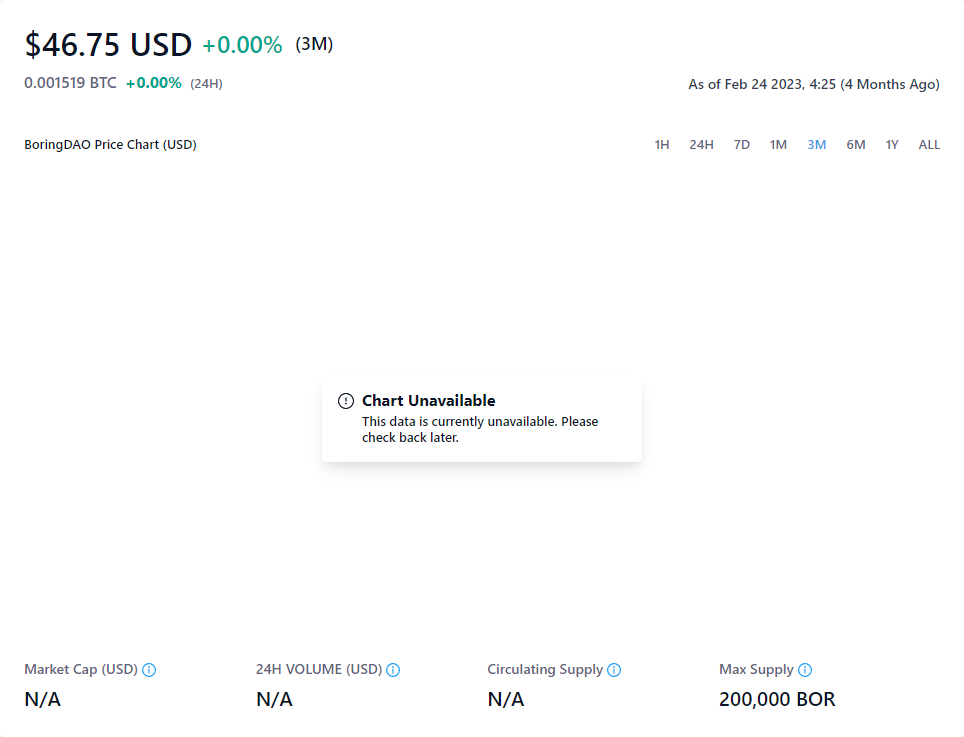 $46.75 USD +0.00% (3M)
0.001519 BTC +0.00% (24H)
As of Feb 24 2023, 4:25 (4 Months Ago)
BoringDAO Price Chart (USD)
1H 24H 7D 1M 3M 6M 1Y ALL
Chart Unavailable
This data is currently unavailable. Please
check back later.
Market Cap (USD) 24H VOLUME (USD) Circulating Supply Max Supply
N/A N/A N/A 200,000 BOR